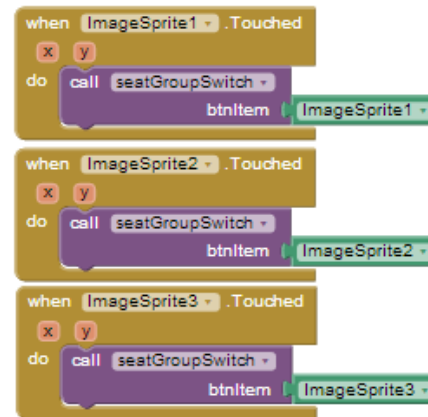 when ImageSprite1 .Touched
x y
do call seatGroupSwitch
btnItem ImageSprite1
when ImageSprite2 .Touched
x y
do call seatGroupSwitch
btnItem ImageSprite2
when ImageSprite3 .Touched
x y
do call seatGroupSwitch
btnItem ImageSprite3